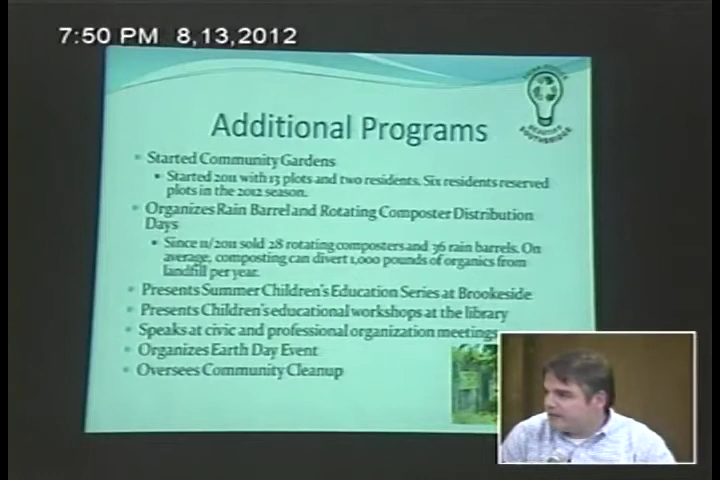 7:50 PM 8,13,2012
Additional Programs
Started Community Gardens
Started 2011 with 13 plots and two residents. Six residents reserved
plots in the 2012 season.
Organizes Rain Barrel and Rotating Composter Distribution
Days
Since 11/2011 sold 28 rotating composters and 36 rain barrels. On
average, composting can divert 1,000 pounds of organics from
landfill per year.
Presents Summer Children's Education Series at Brookeside
Presents Children's educational workshops at the library
Speaks at civic and professional organization meetings
Organizes Earth Day Event
Oversees Community Cleanup